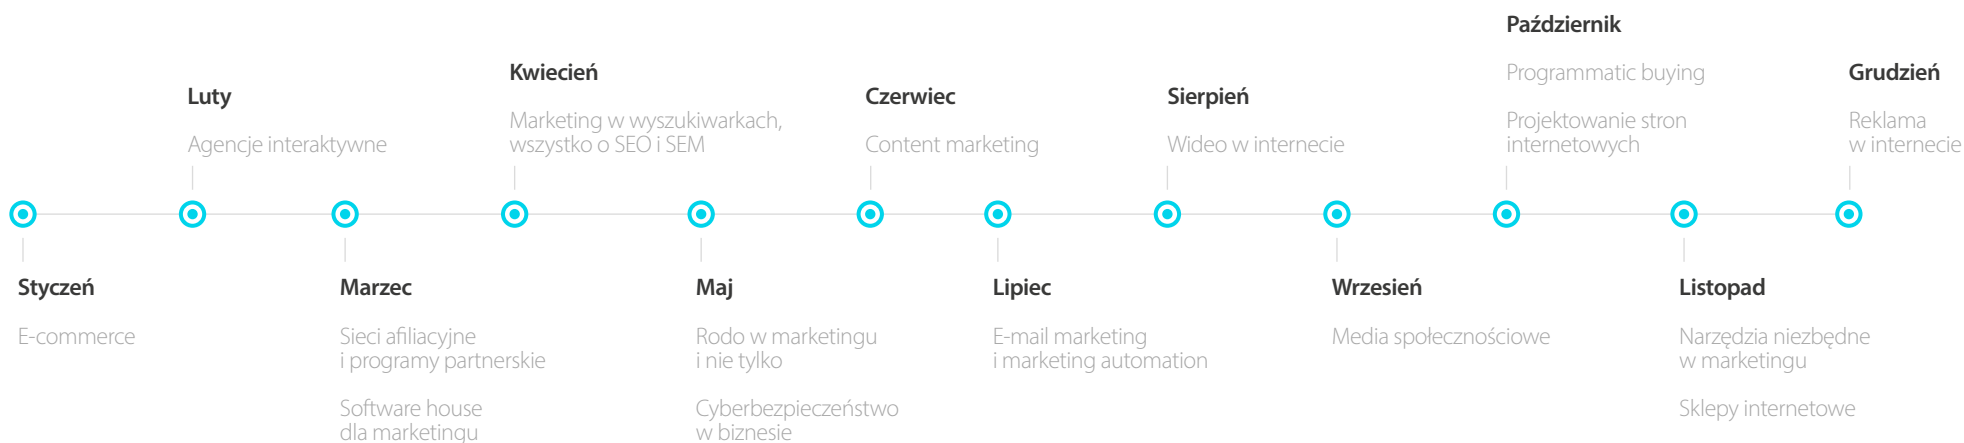 Październik
Programmatic buying
Projektowanie stron
internetowych
Kwiecień
Marketing w wyszukiwarkach,
wszystko o SEO i SEM
Grudzień
Reklama
w internecie
Luty
Agencje interaktywne
Czerwiec
Content marketing
Sierpień
Wideo w internecie
Styczeń
E-commerce
Marzec
Sieci afiliacyjne
i programy partnerskie
Software house
dla marketingu
Maj
Rodo w marketingu
i nie tylko
Cyberbezpieczeństwo
w biznesie
Lipiec
E-mail marketing
i marketing automation
Wrzesień
Media społecznościowe
Listopad
Narzędzia niezbędne
w marketingu
Sklepy internetowe